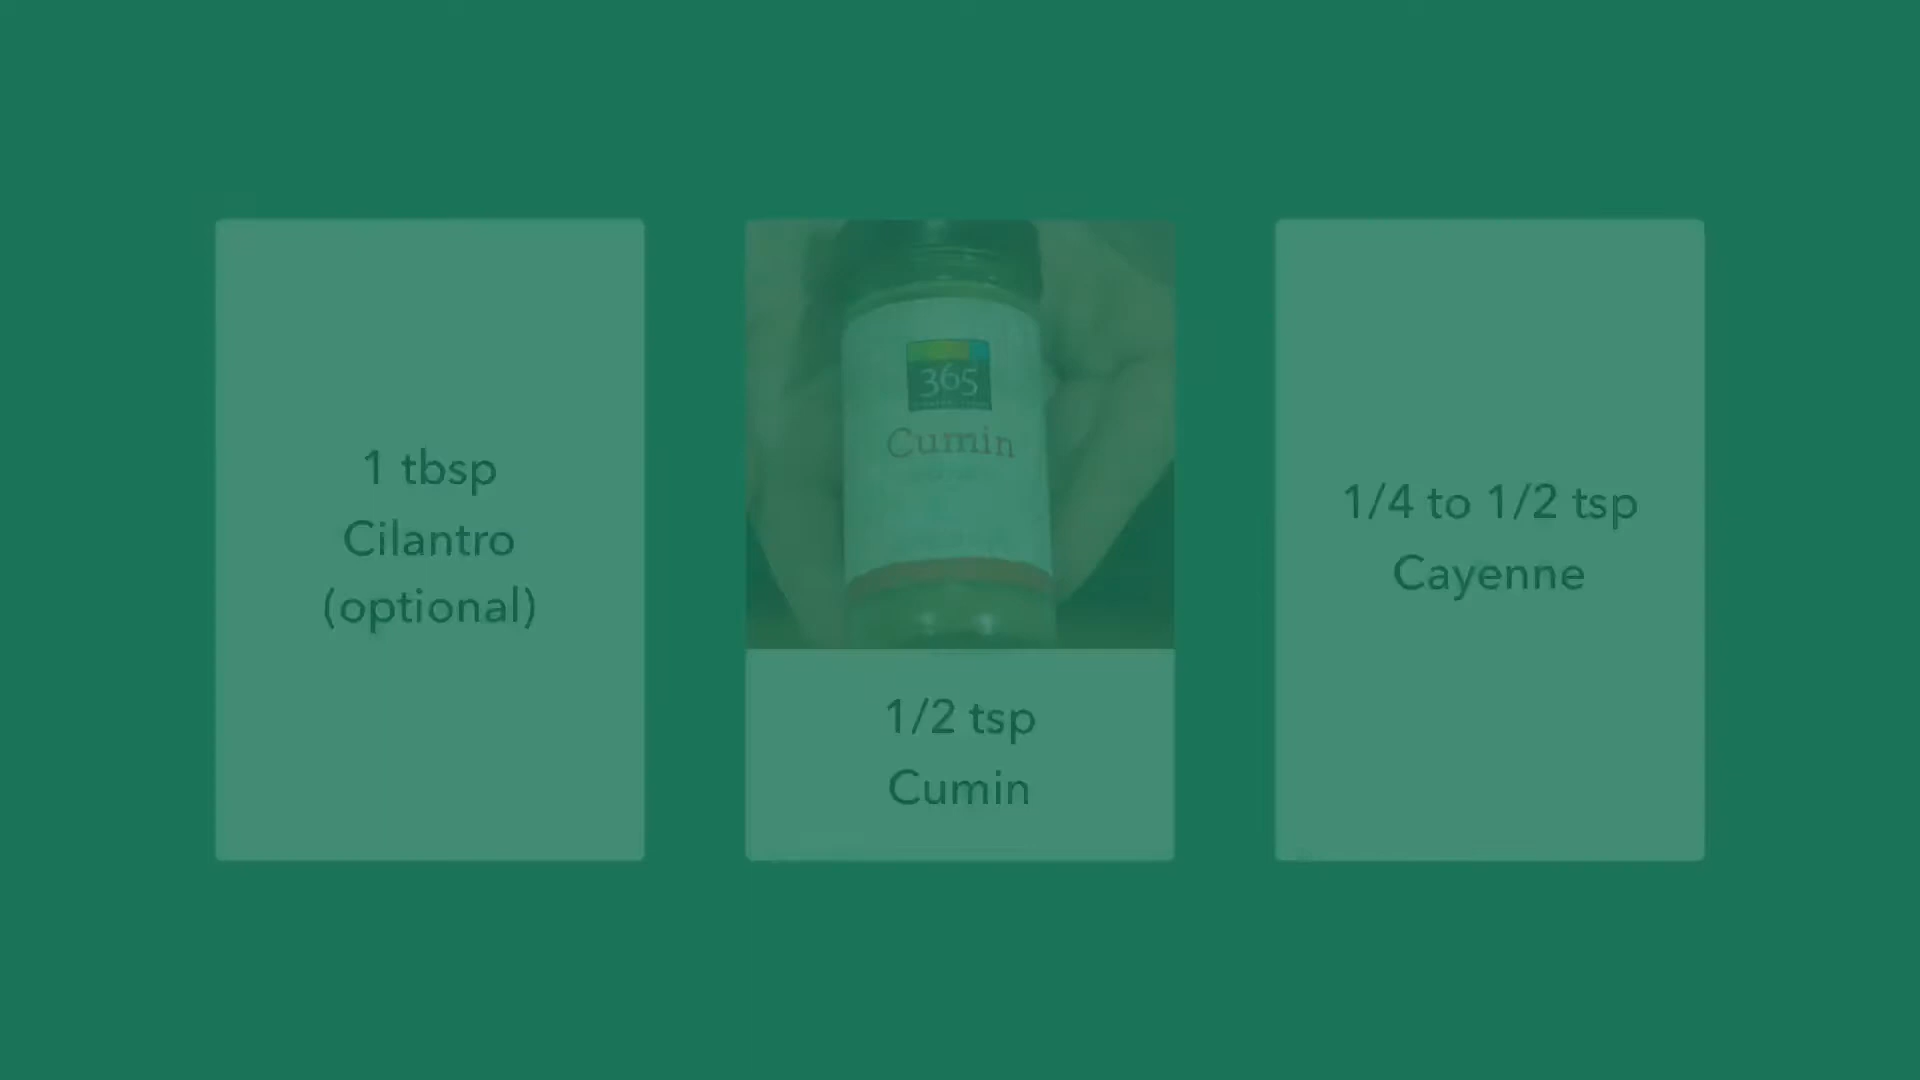 1 tbsp
Cilantro
(optional)
365
Cumin
1/2 tsp
Cumin
1/4 to 1/2 tsp
Cayenne